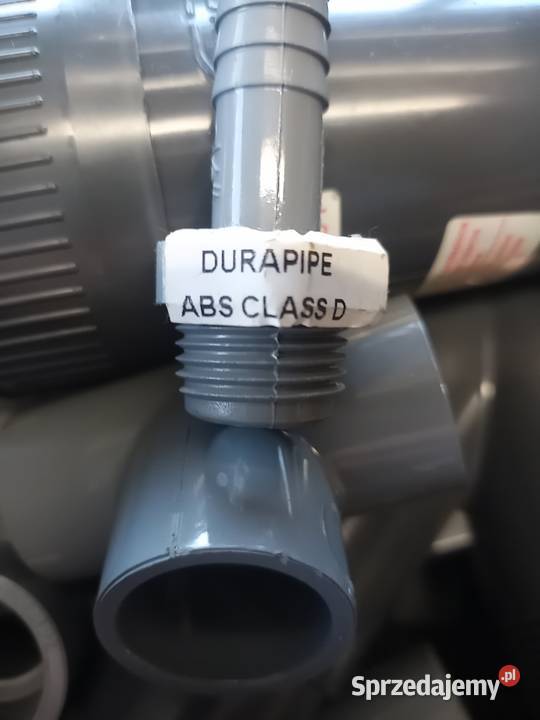 DURAPIPE
ABS CLASS D
Sprzedajemy.pl